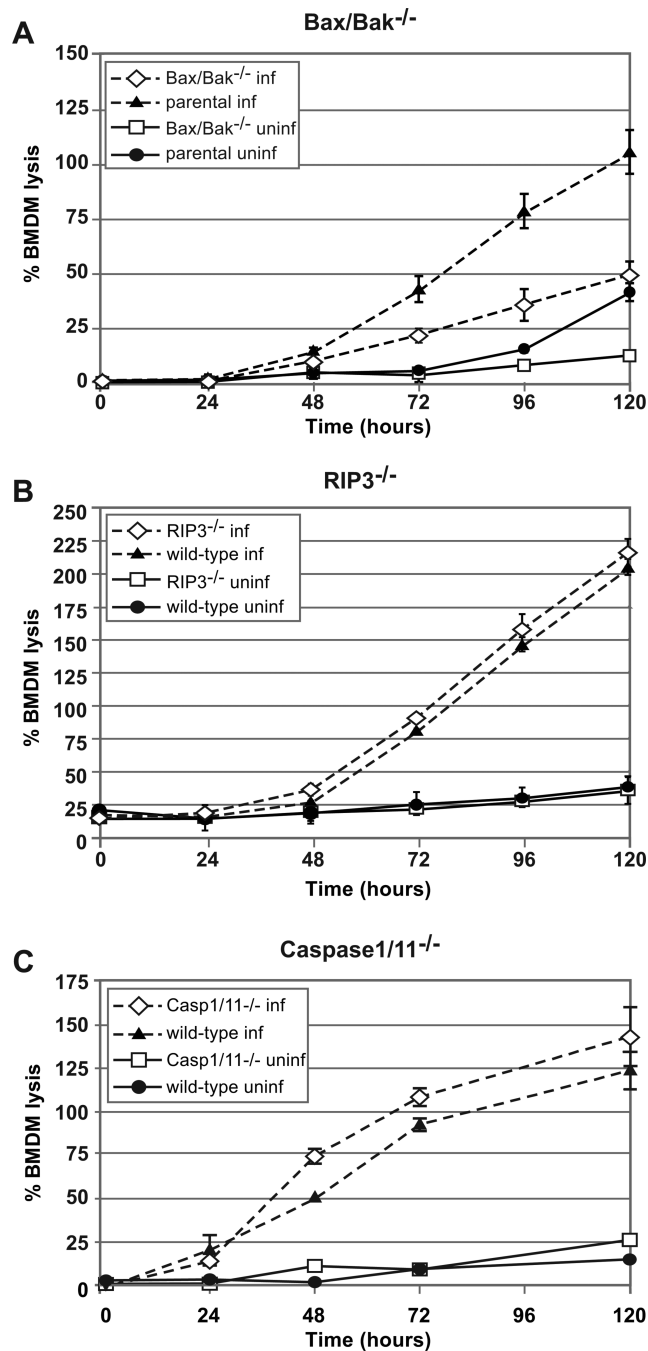 A
Bax/Bak-/-
150
125
100
75
50
25
0
% BMDM lysis
Bax/Bak-/- inf
parental inf
Bax/Bak-/- uninf
parental uninf
0 24 48 72 96 120
Time (hours)
B
RIP3-/-
250
225
200
175
150
125
100
75
50
25
0
% BMDM lysis
RIP3-/- inf
wild-type inf
RIP3-/- uninf
wild-type uninf
0 24 48 72 96 120
Time (hours)
C
Caspase1/11-/-
175
150
125
100
75
50
25
0
% BMDM lysis
Casp1/11-/- inf
wild-type inf
Casp1/11-/- uninf
wild-type uninf
0 24 48 72 96 120
Time (hours)